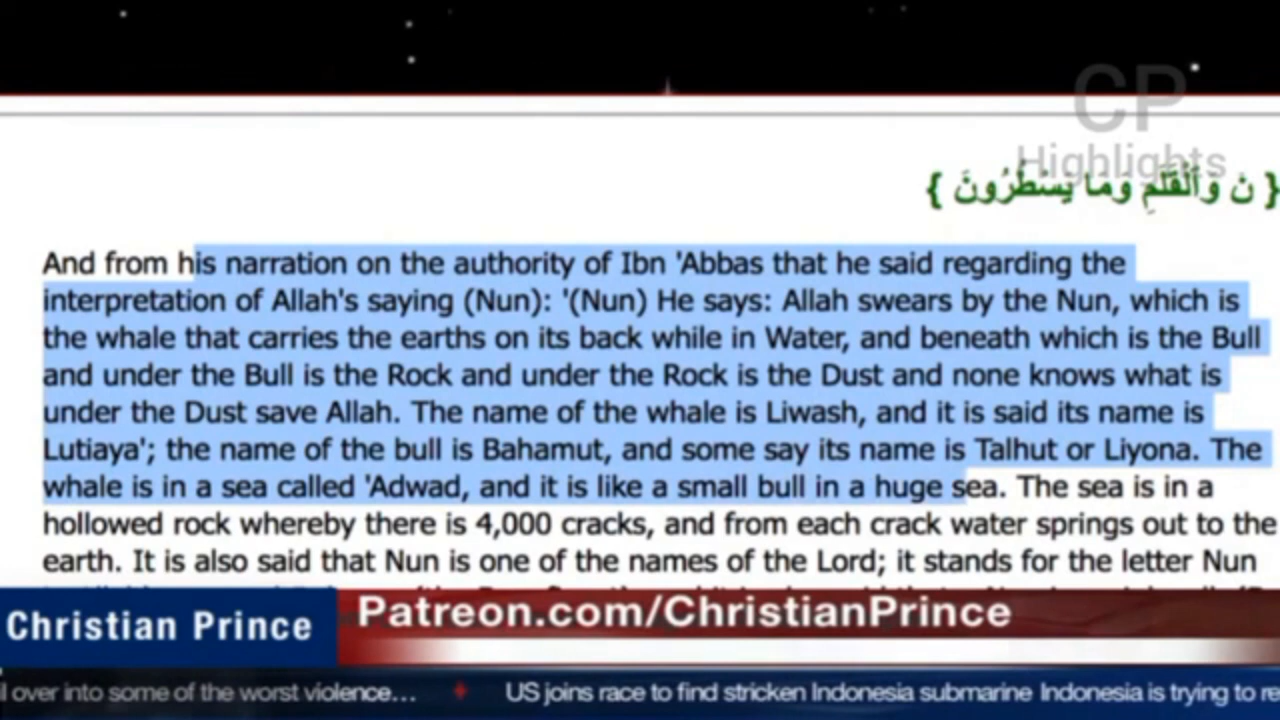 CP
Highlights
{ نۤ وَٱلْقَلَمِ وَمَا يَسْطُرُونَ }
And from his narration on the authority of Ibn 'Abbas that he said regarding the
interpretation of Allah's saying (Nun): '(Nun) He says: Allah swears by the Nun, which is
the whale that carries the earths on its back while in Water, and beneath which is the Bull
and under the Bull is the Rock and under the Rock is the Dust and none knows what is
under the Dust save Allah. The name of the whale is Liwash, and it is said its name is
Lutiaya'; the name of the bull is Bahamut, and some say its name is Talhut or Liyona. The
whale is in a sea called 'Adwad, and it is like a small bull in a huge sea. The sea is in a
hollowed rock whereby there is 4,000 cracks, and from each crack water springs out to the
earth. It is also said that Nun is one of the names of the Lord; it stands for the letter Nun
Christian Prince
Patreon.com/ChristianPrince
l over into some of the worst violence... US joins race to find stricken Indonesia submarine Indonesia is trying to re